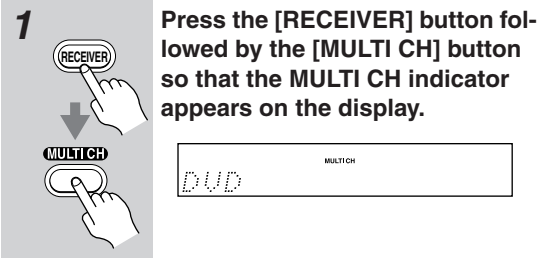 1
RECEIVER
MULTI CH
Press the [RECEIVER] button fol-
lowed by the [MULTI CH] button
so that the MULTI CH indicator
appears on the display.
MULTI CH
DVD